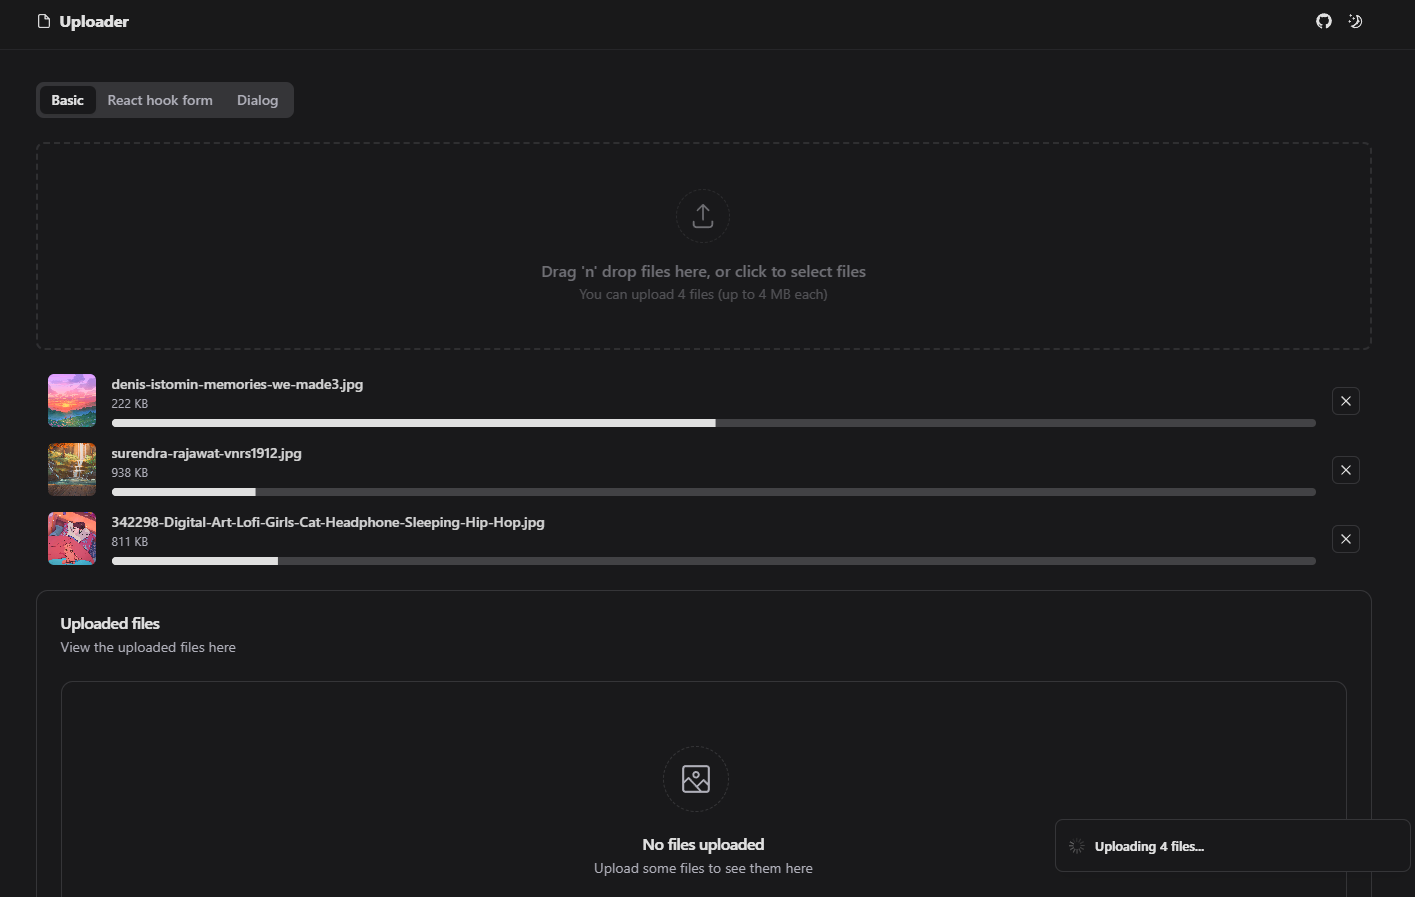 Uploader
Basic React hook form Dialog
Drag 'n' drop files here, or click to select files
You can upload 4 files (up to 4 MB each)
denis-istomin-memories-we-made3.jpg
222 KB
surendra-rajawat-vnrs1912.jpg
938 KB
342298-Digital-Art-Lofi-Girls-Cat-Headphone-Sleeping-Hip-Hop.jpg
811 KB
Uploaded files
View the uploaded files here
No files uploaded
Upload some files to see them here
Uploading 4 files...